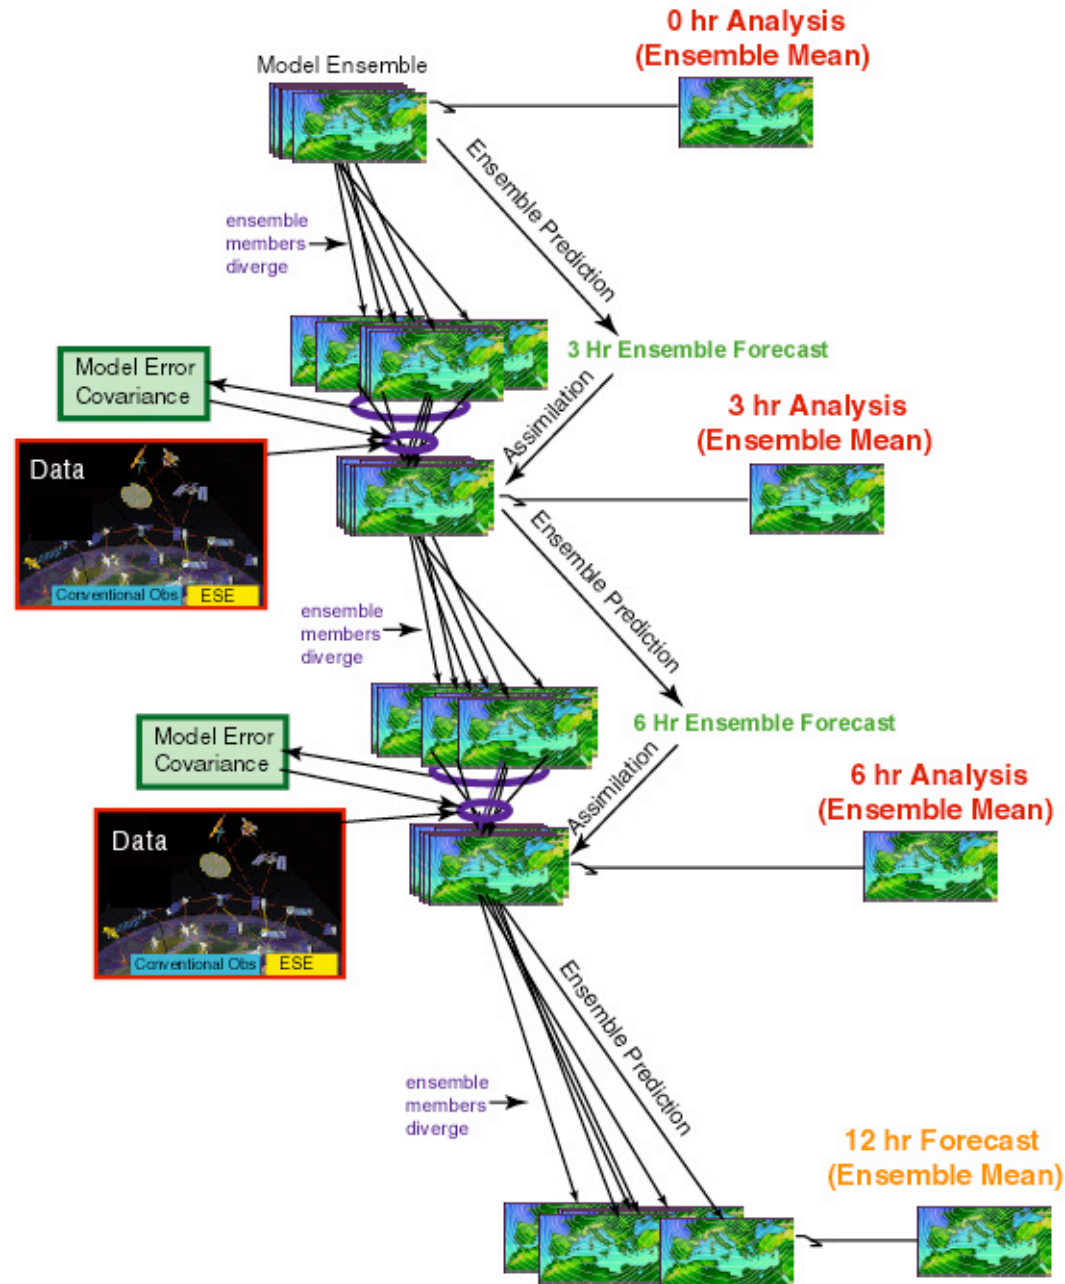 0 hr Analysis
(Ensemble Mean)
Model Ensemble
Ensemble Prediction
ensemble
members
diverge
3 Hr Ensemble Forecast
Model Error
Covariance
Assimilation
3 hr Analysis
(Ensemble Mean)
Data
Conventional Obs
ESE
Ensemble Prediction
ensemble
members
diverge
6 Hr Ensemble Forecast
Model Error
Covariance
Assimilation
6 hr Analysis
(Ensemble Mean)
Data
Conventional Obs
ESE
Ensemble Prediction
ensemble
members
diverge
12 hr Forecast
(Ensemble Mean)